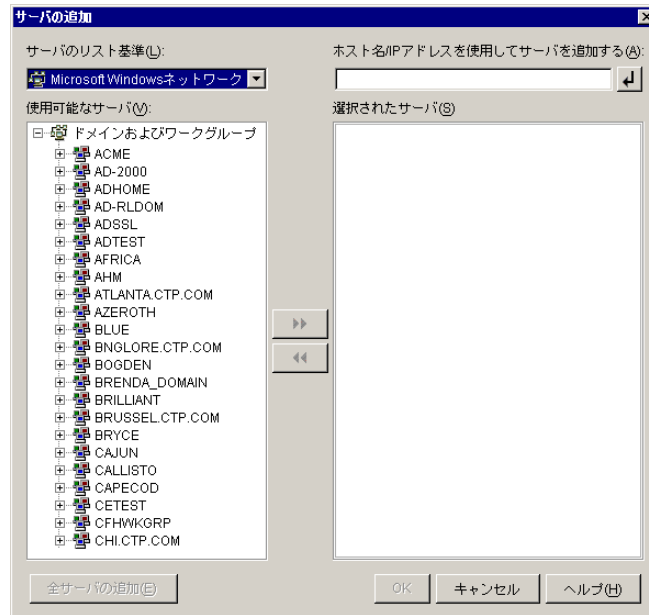 サーバの追加
サーバのリスト基準(L):
Microsoft Windowsネットワーク
使用可能なサーバ(V):
ドメインおよびワークグループ
ACME
AD-2000
ADHOME
AD-RLDOM
ADSSL
ADTEST
AFRICA
AHM
ATLANTA.CTP.COM
AZEROTH
BLUE
BNGLORE.CTP.COM
BOGDEN
BRENDA_DOMAIN
BRILLIANT
BRUSSEL.CTP.COM
BRYCE
CAJUN
CALLISTO
CAPECOD
CETEST
CFHWKGRP
CHI.CTP.COM
ホスト名/IPアドレスを使用してサーバを追加する(A):
選択されたサーバ(S)
全サーバの追加(E)
OK
キャンセル
ヘルプ(H)